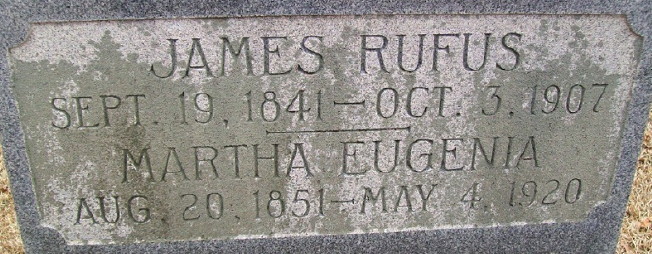 JAMES RUFUS
SEPT. 19, 1841—OCT. 3, 1907
MARTHA EUGENIA
AUG. 20, 1851—MAY 4, 1920